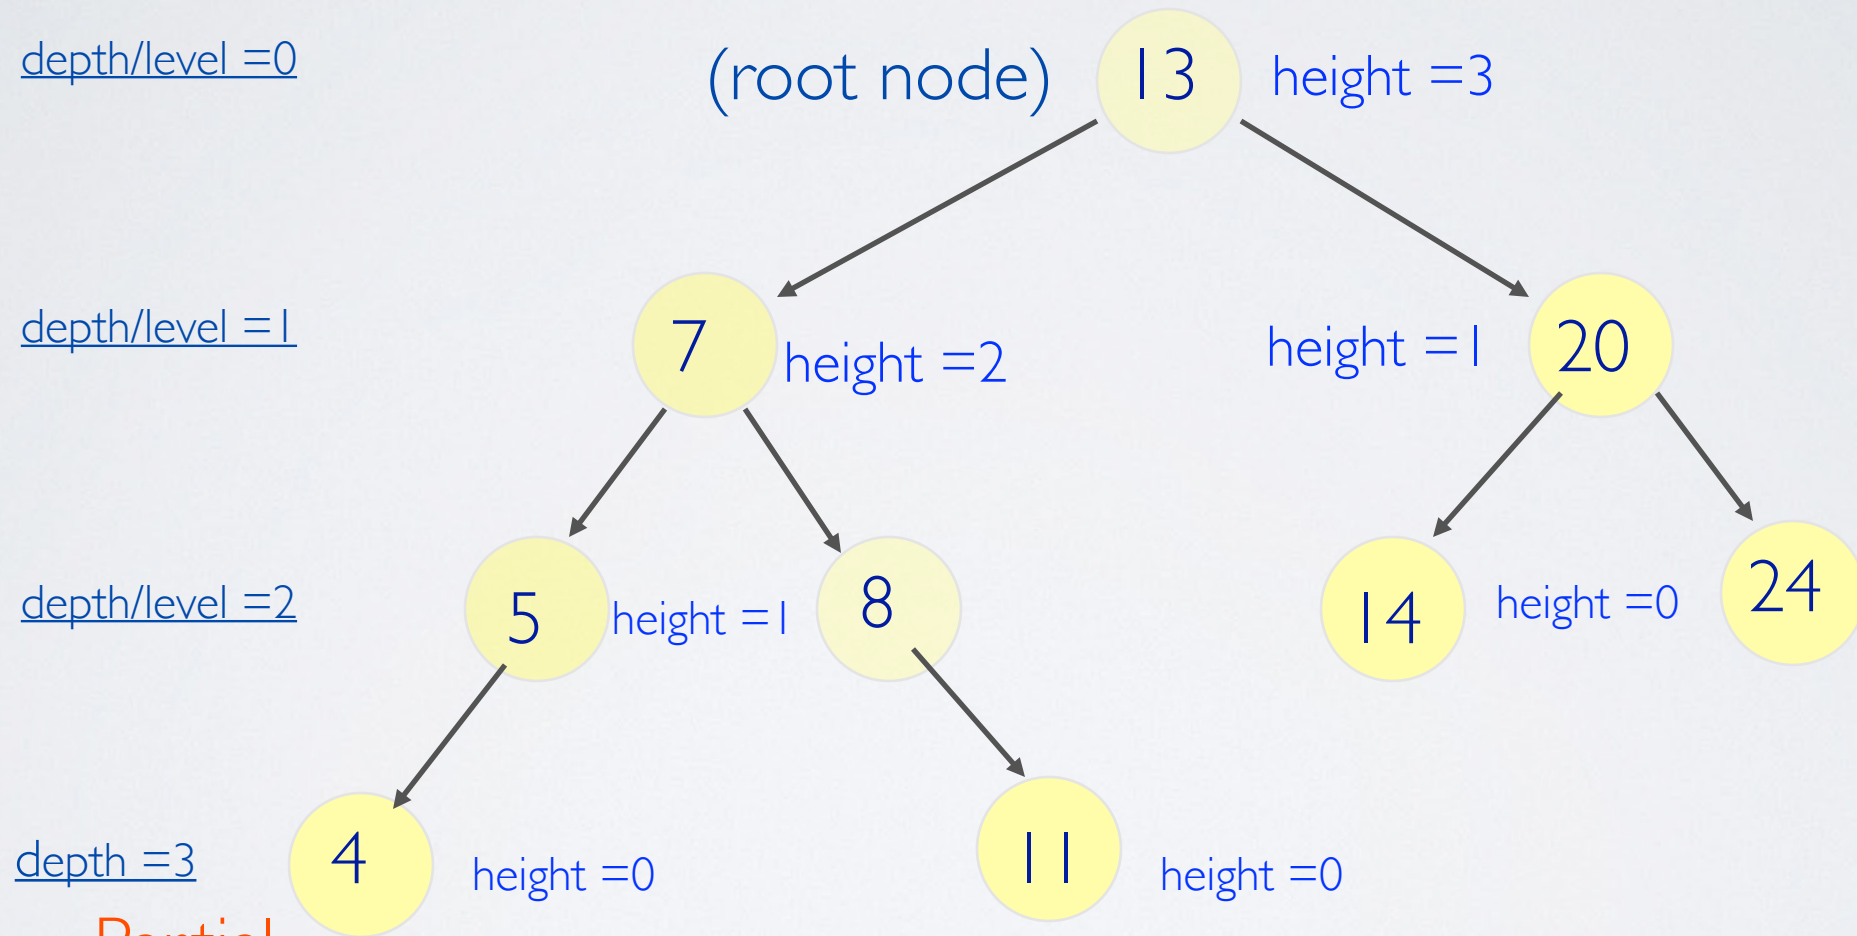 depth/level =0 (root node) 13 height =3
depth/level =1 7 height =2 height =1 20
depth/level =2 5 height =1 8 14 height =0 24
depth =3 4 height =0 11 height =0